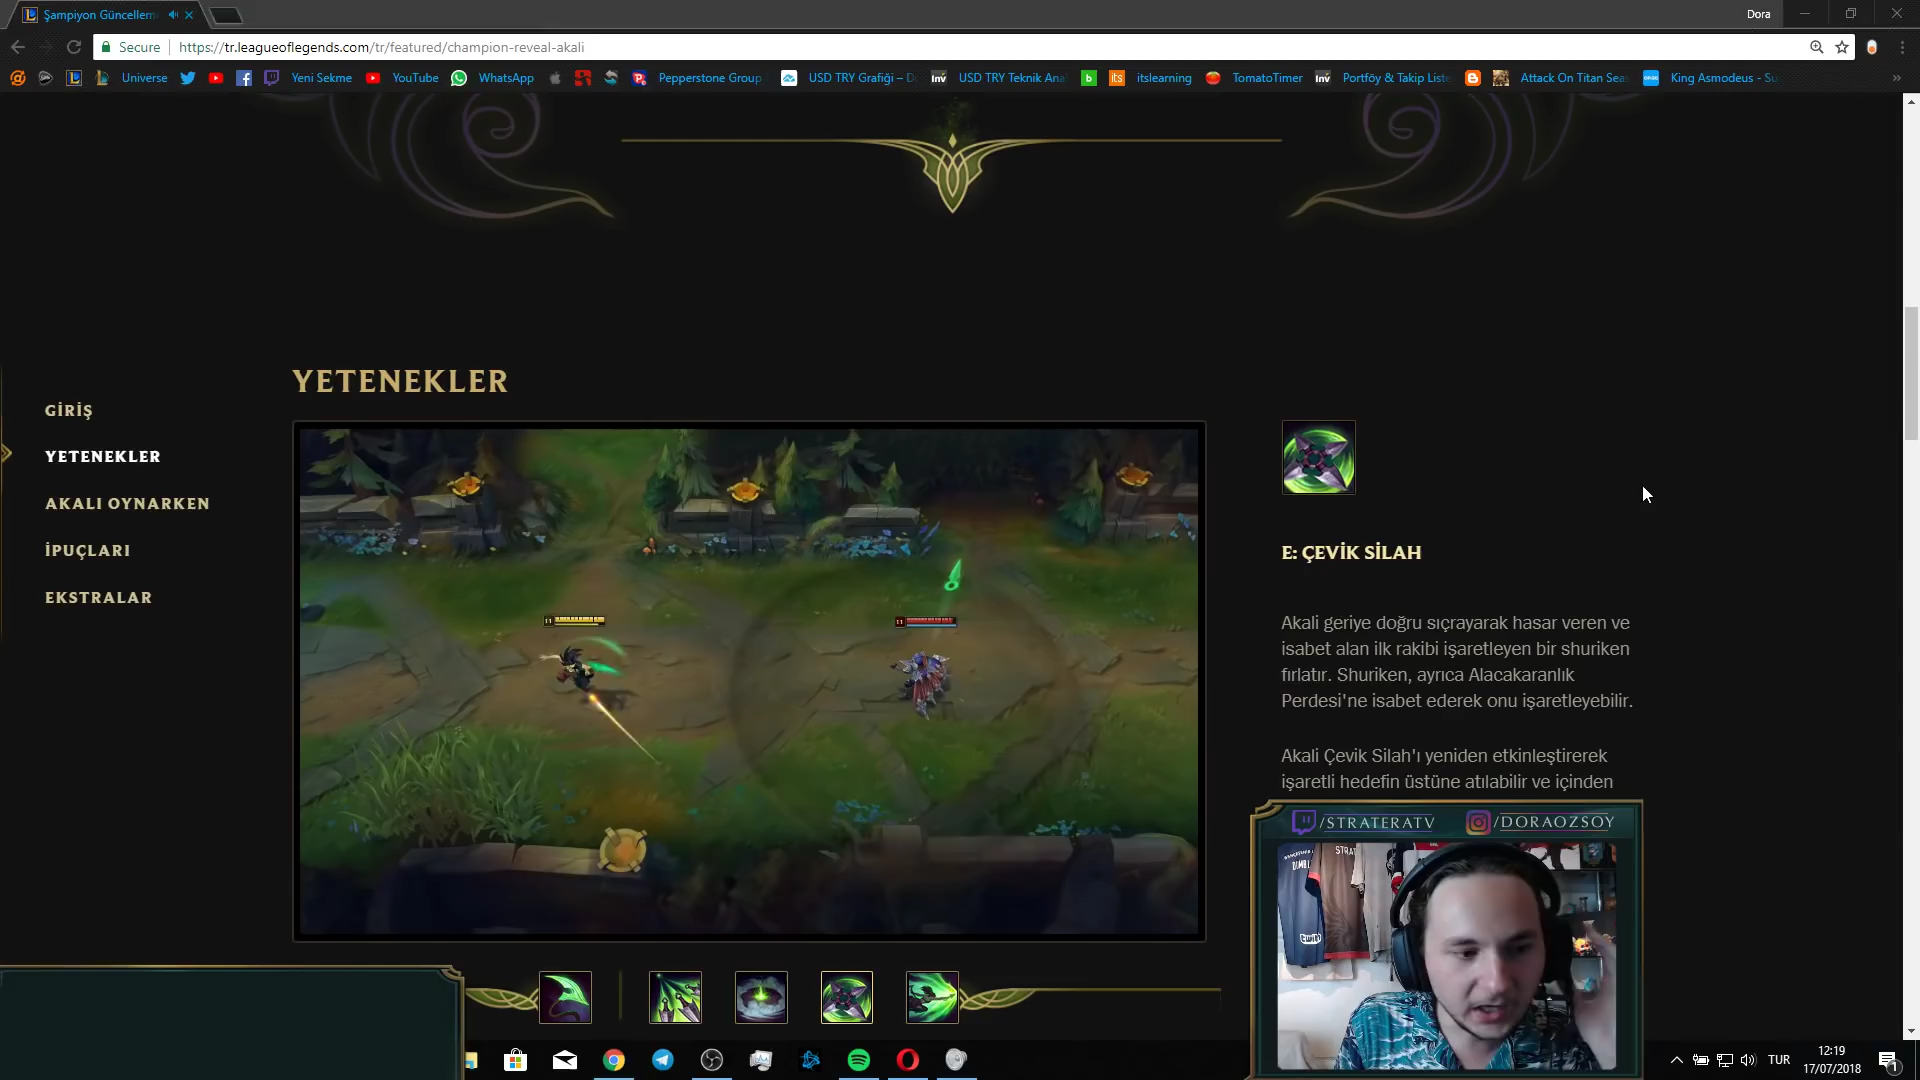 Şampiyon Güncellem
Dora
Secure
https://tr.leagueoflegends.com/tr/featured/champion-reveal-akali
Universe
Yeni Sekme
YouTube
WhatsApp
Pepperstone Group
USD TRY Grafiği – D
USD TRY Teknik Ana
itslearning
TomatoTimer
Portföy & Takip Liste
Attack On Titan Sea
King Asmodeus - Su
YETENEKLER
GİRİŞ
YETENEKLER
AKALI OYNARKEN
İPUÇLARI
EKSTRALAR
11
11
E: ÇEVİK SİLAH
Akali geriye doğru sıçrayarak hasar veren ve
isabet alan ilk rakibi işaretleyen bir shuriken
fırlatır. Shuriken, ayrıca Alacakaranlık
Perdesi'ne isabet ederek onu işaretleyebilir.
Akali Çevik Silah'ı yeniden etkinleştirerek
işaretli hedefin üstüne atılabilir ve içinden
/STRATERATV
/DORAOZSOY
TUR
12:19
17/07/2018
1